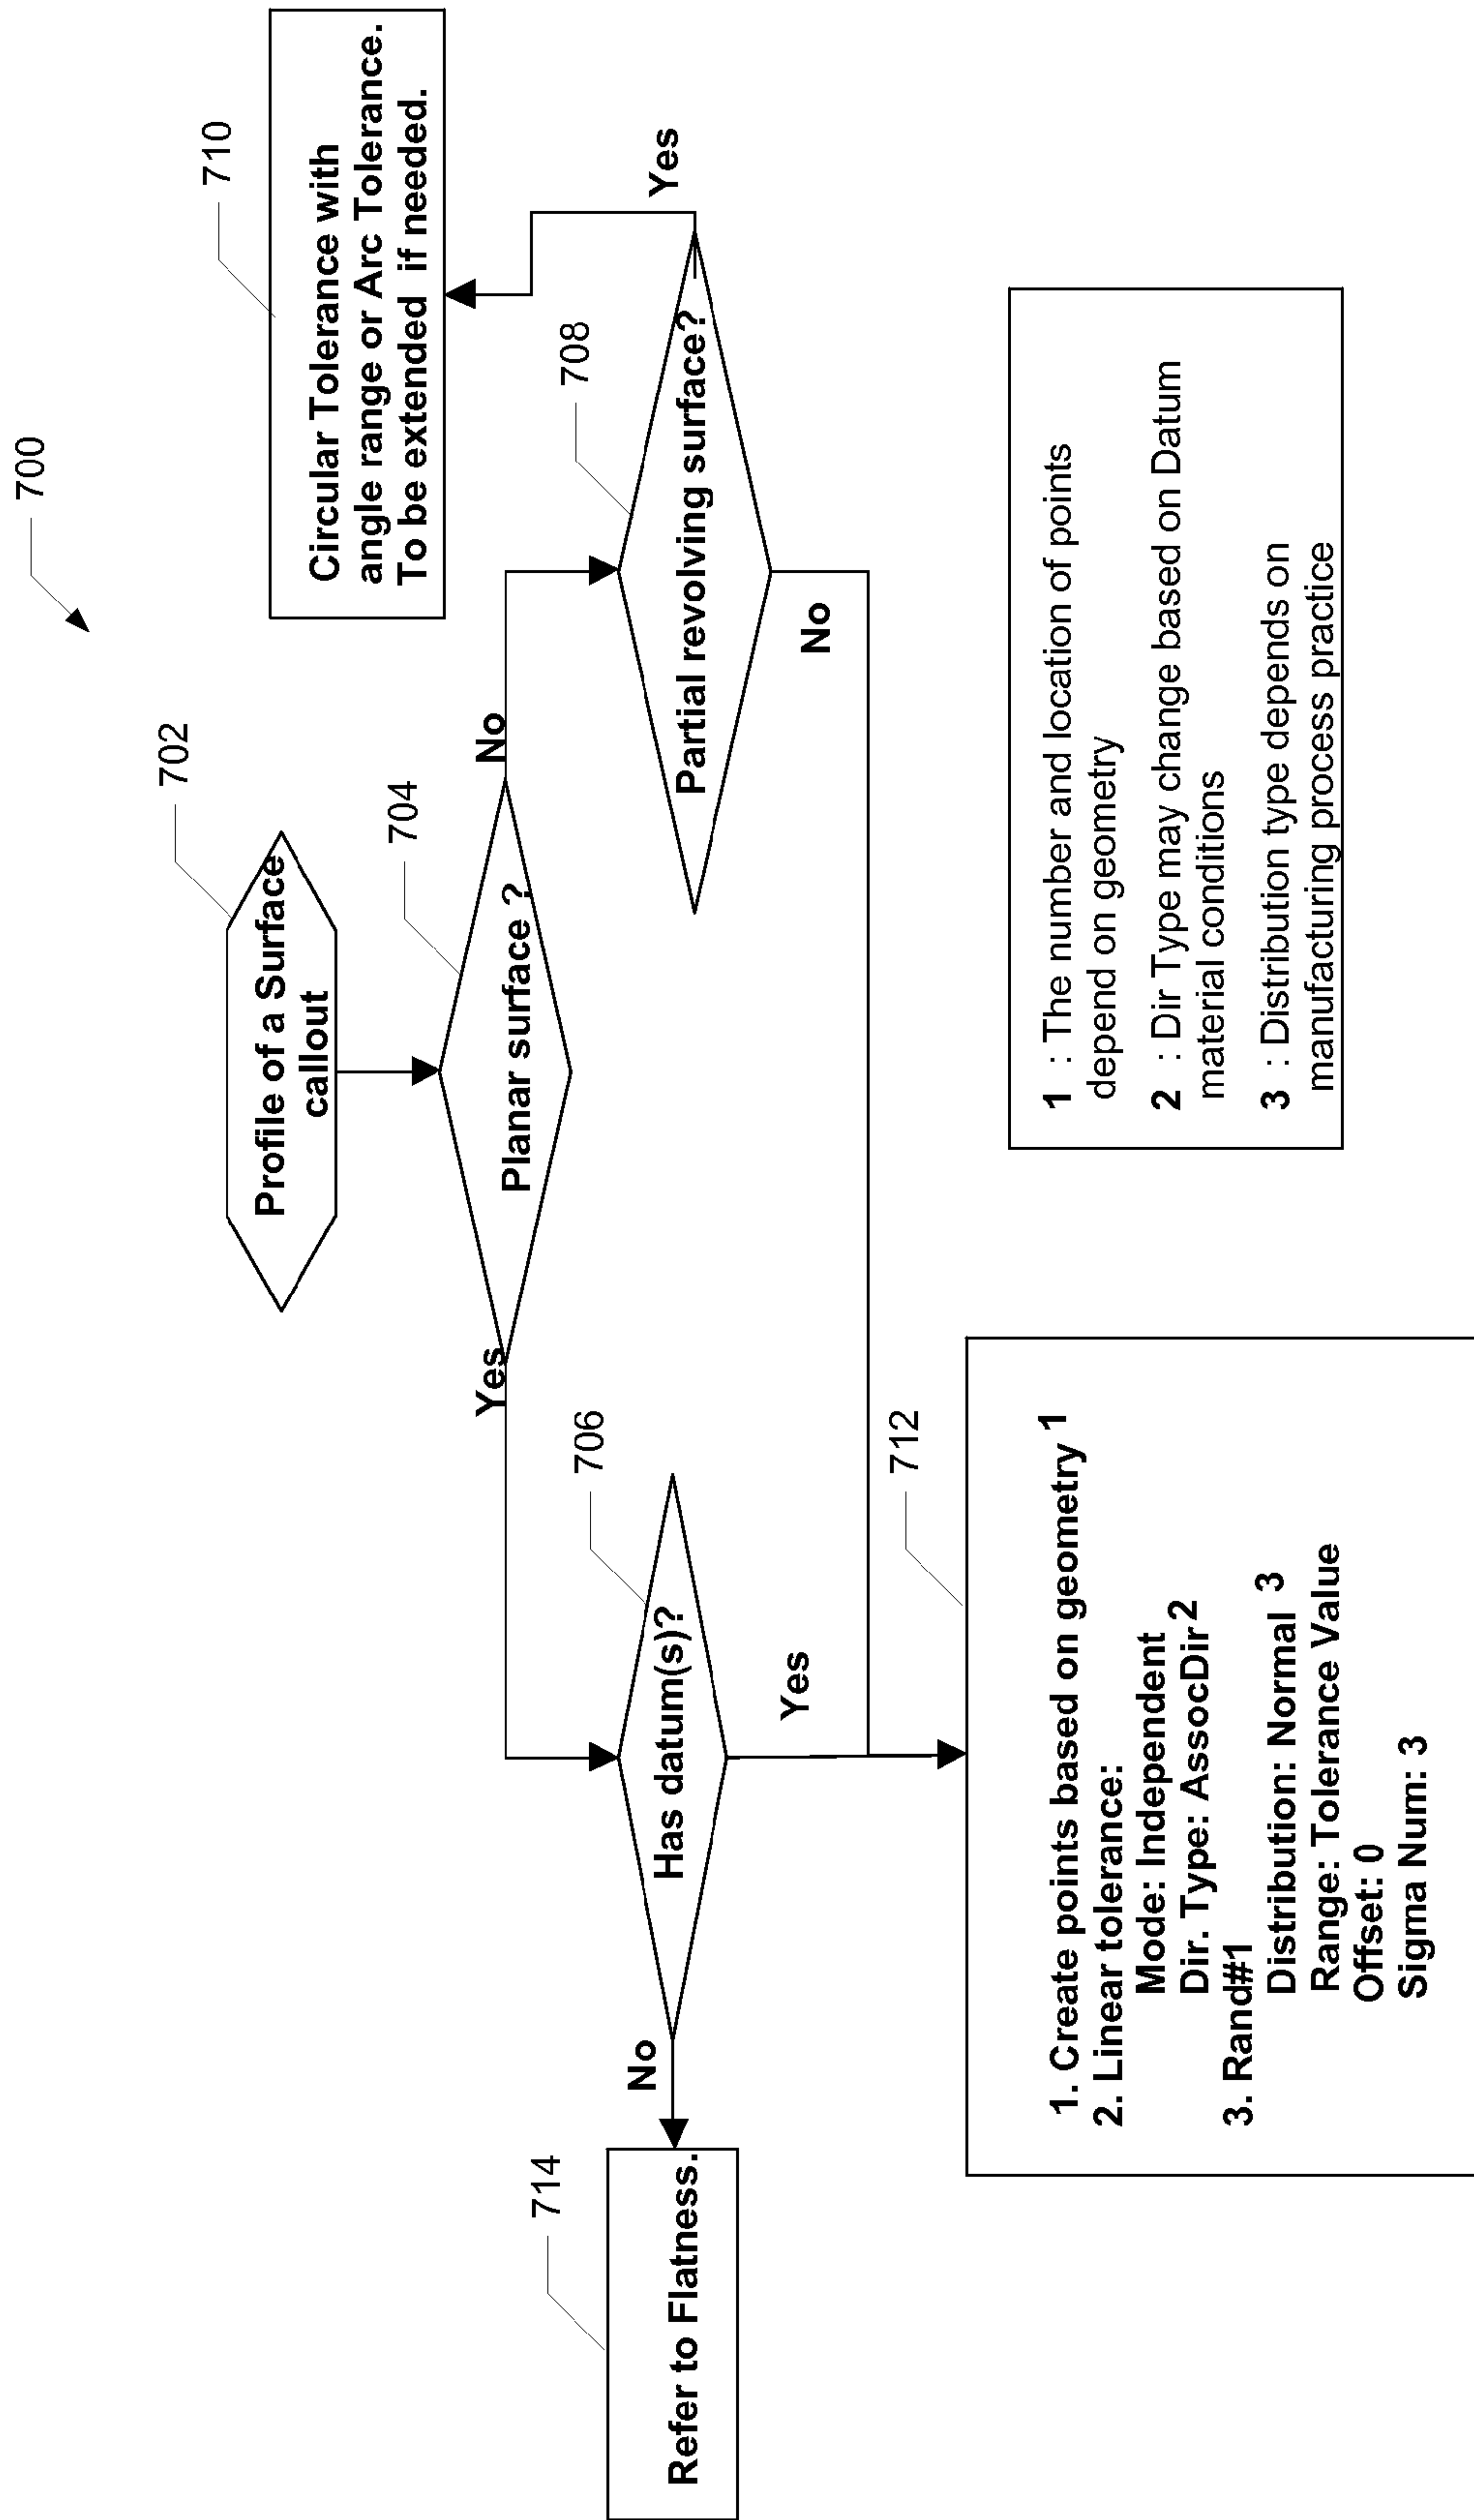 700
702
Profile of a Surface
callout
704
Planar surface ?
Yes
No
706
Has datum(s)?
No
Yes
708
Partial revolving surface?
Yes
No
710
Circular Tolerance with
angle range or Arc Tolerance.
To be extended if needed.
714
Refer to Flatness.
712
1. Create points based on geometry 1
2. Linear tolerance:
Mode: Independent
Dir. Type: AssocDir 2
3. Rand#1
Distribution: Normal 3
Range: Tolerance Value
Offset: 0
Sigma Num: 3
1 : The number and location of points
depend on geometry
2 : Dir Type may change based on Datum
material conditions
3 : Distribution type depends on
manufacturing process practice